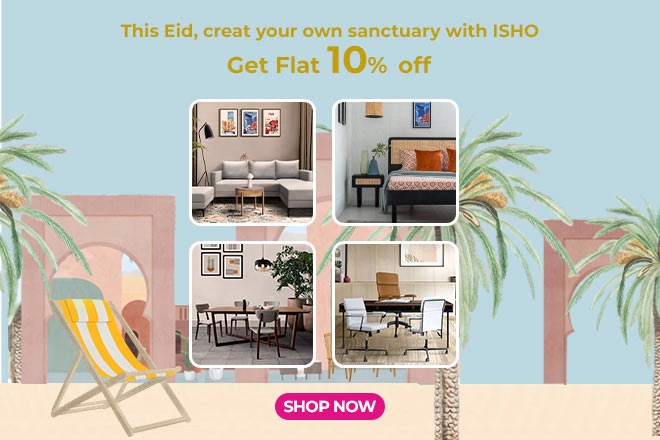 This Eid, creat your own sanctuary with ISHO
Get Flat 10% off
SHOP NOW